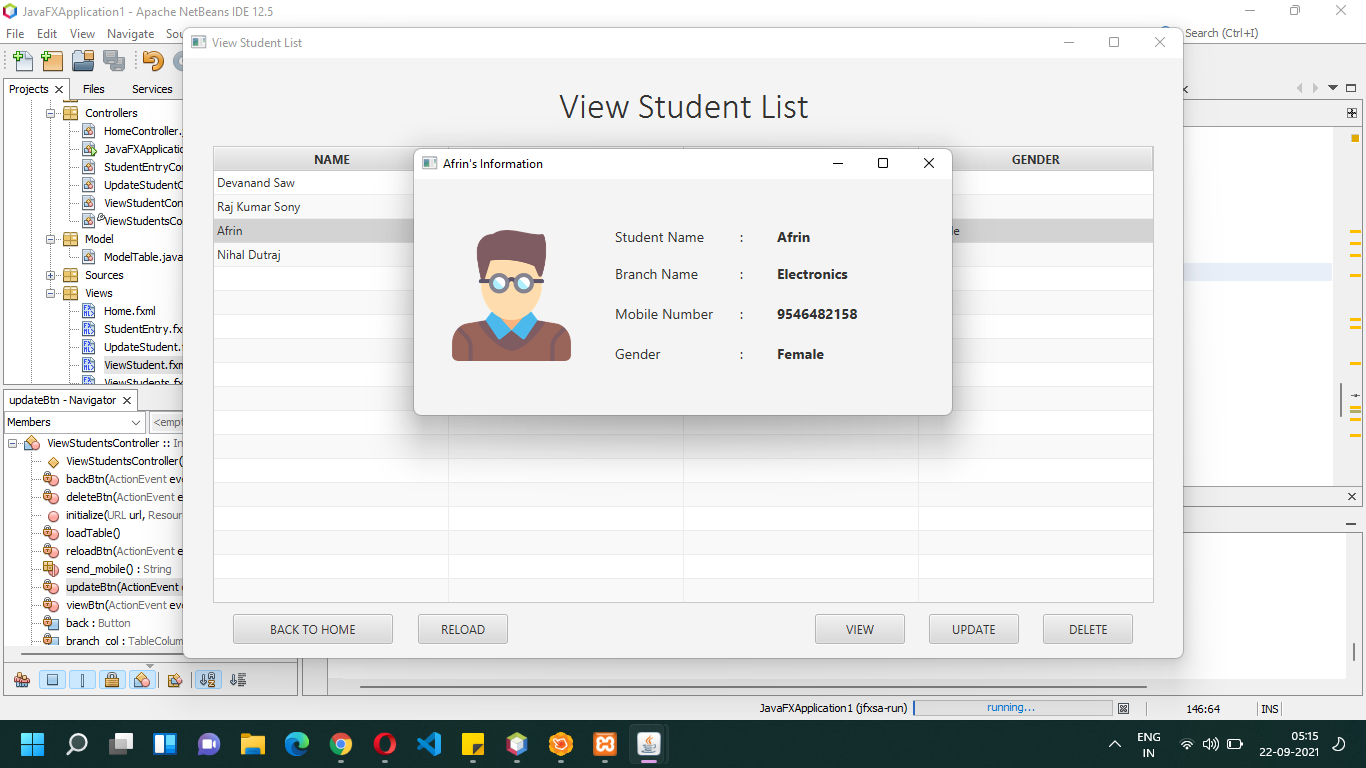 JavaFXApplication1 - Apache NetBeans IDE 12.5
File Edit View Navigate Sou
Search (Ctrl+I)
View Student List
Projects Files Services
Controllers
HomeController.
JavaFXApplicatio
StudentEntryCo
UpdateStudentC
ViewStudentCon
ViewStudentsCo
Model
ModelTable.java
Sources
Views
Home.fxml
StudentEntry.fx
UpdateStudent.
ViewStudent.fxm
ViewStudents.fx
updateBtn - Navigator
Members
<empt
ViewStudentsController :: In
ViewStudentsController(
backBtn(ActionEvent eve
deleteBtn(ActionEvent e
initialize(URL url, Resour
loadTable()
reloadBtn(ActionEvent e
send_mobile() : String
updateBtn(ActionEvent e
viewBtn(ActionEvent eve
back : Button
branch_col : TableColum
View Student List
NAME GENDER
Devanand Saw
Raj Kumar Sony
Afrin le
Nihal Dutraj
Afrin's Information
Student Name : Afrin
Branch Name : Electronics
Mobile Number : 9546482158
Gender : Female
BACK TO HOME RELOAD VIEW UPDATE DELETE
JavaFXApplication1 (jfxsa-run) running... 146:64 INS
ENG
IN
05:15
22-09-2021